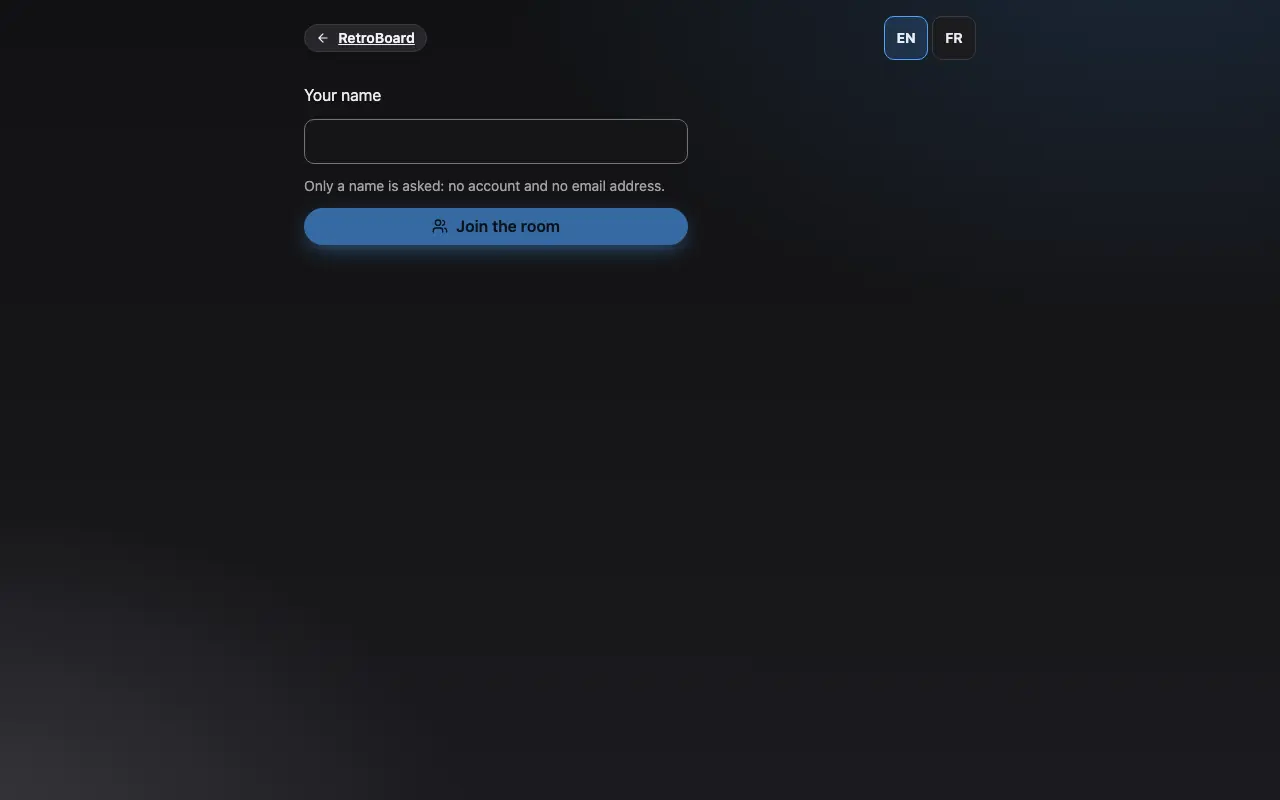 RetroBoard
EN FR
Your name
Only a name is asked: no account and no email address.
Join the room